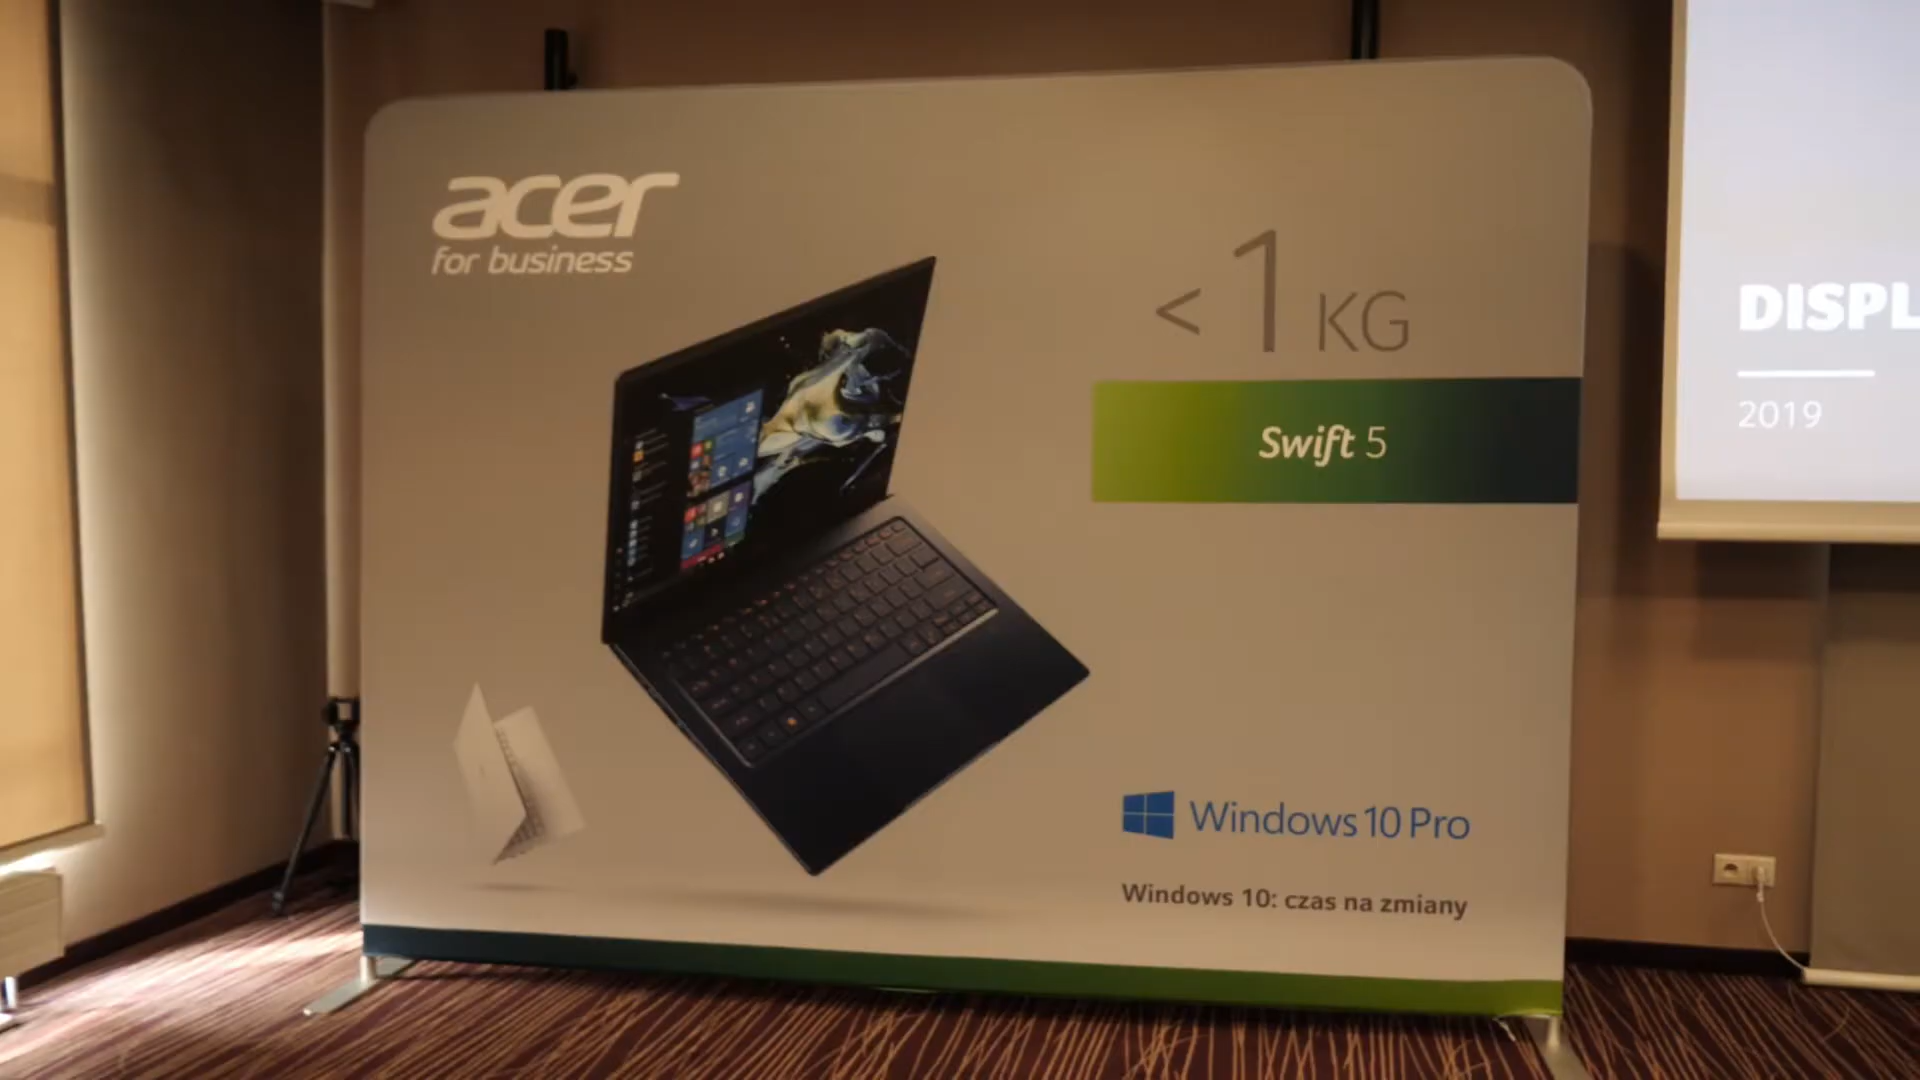 acer
for business
< 1 KG
Swift 5
Windows 10 Pro
Windows 10: czas na zmiany
DISPL
2019